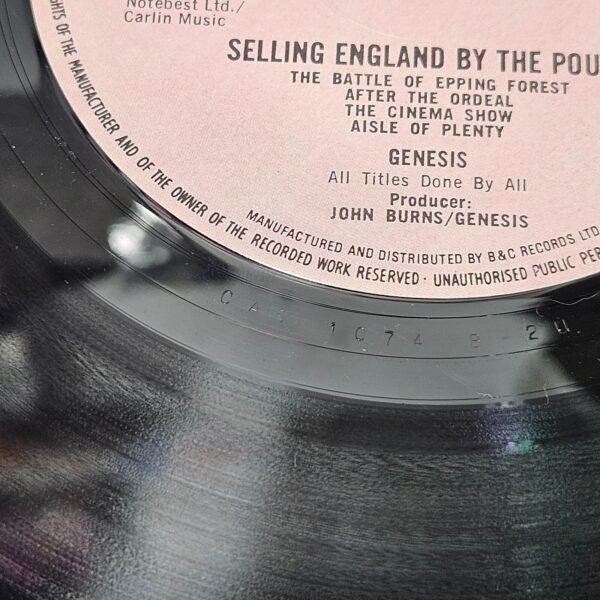 Notebest Ltd./
Carlin Music
SELLING ENGLAND BY THE POU
THE BATTLE OF EPPING FOREST
AFTER THE ORDEAL
THE CINEMA SHOW
AISLE OF PLENTY
GENESIS
All Titles Done By All
Producer:
JOHN BURNS/GENESIS
MANUFACTURED AND DISTRIBUTED BY B&C RECORDS LTD
GHTS OF THE MANUFACTURER AND OF THE OWNER OF THE RECORDED WORK RESERVED · UNAUTHORISED PUBLIC PER
CAS 1074 B-2U